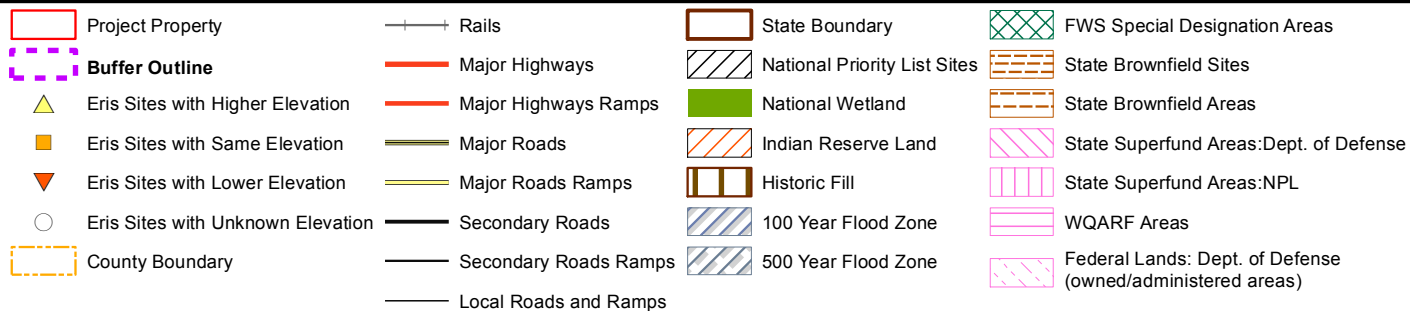 Project Property
Buffer Outline
Eris Sites with Higher Elevation
Eris Sites with Same Elevation
Eris Sites with Lower Elevation
Eris Sites with Unknown Elevation
County Boundary
Rails
Major Highways
Major Highways Ramps
Major Roads
Major Roads Ramps
Secondary Roads
Secondary Roads Ramps
Local Roads and Ramps
State Boundary
National Priority List Sites
National Wetland
Indian Reserve Land
Historic Fill
100 Year Flood Zone
500 Year Flood Zone
FWS Special Designation Areas
State Brownfield Sites
State Brownfield Areas
State Superfund Areas:Dept. of Defense
State Superfund Areas:NPL
WQARF Areas
Federal Lands: Dept. of Defense
(owned/administered areas)